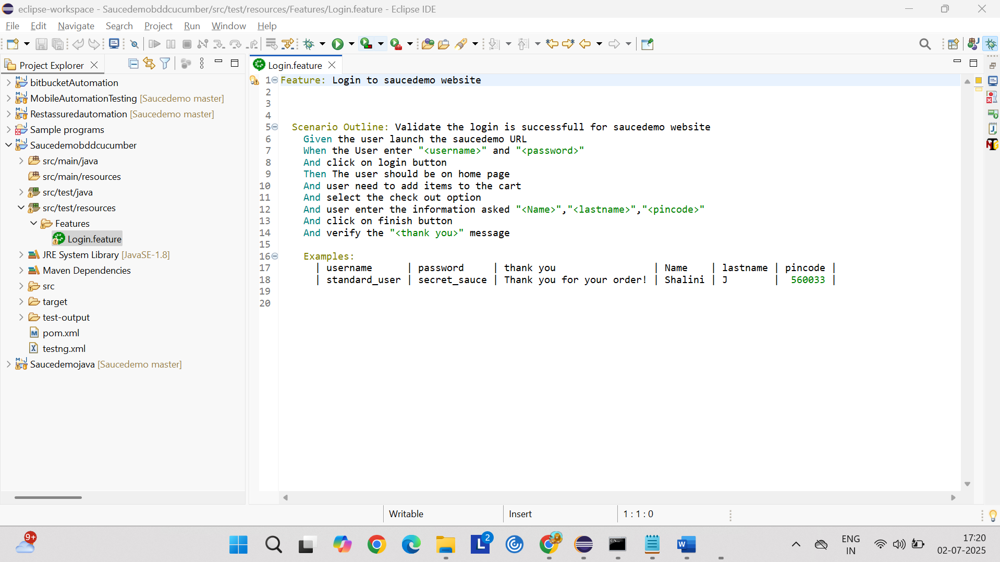 eclipse-workspace - Saucedemobddcucumber/src/test/resources/Features/Login.feature - Eclipse IDE
File Edit Navigate Search Project Run Window Help
Project Explorer
Login.feature
bitbucketAutomation
MobileAutomationTesting [Saucedemo master]
Restassuredautomation [Saucedemo master]
Sample programs
Saucedemobddcucumber
src/main/java
src/main/resources
src/test/java
src/test/resources
Features
Login.feature
JRE System Library [JavaSE-1.8]
Maven Dependencies
src
target
test-output
pom.xml
testng.xml
Saucedemojava [Saucedemo master]
1 Feature: Login to saucedemo website
2
3
4
5 Scenario Outline: Validate the login is successfull for saucedemo website
6 Given the user launch the saucedemo URL
7 When the User enter "<username>" and "<password>"
8 And click on login button
9 Then The user should be on home page
10 And user need to add items to the cart
11 And select the check out option
12 And user enter the information asked "<Name>","<lastname>","<pincode>"
13 And click on finish button
14 And verify the "<thank you>" message
15
16 Examples:
17 | username | password | thank you | Name | lastname | pincode |
18 | standard_user | secret_sauce | Thank you for your order! | Shalini | J | 560033 |
19
20
Writable Insert 1 : 1 : 0
9+
2
ENG
IN
17:20
02-07-2025